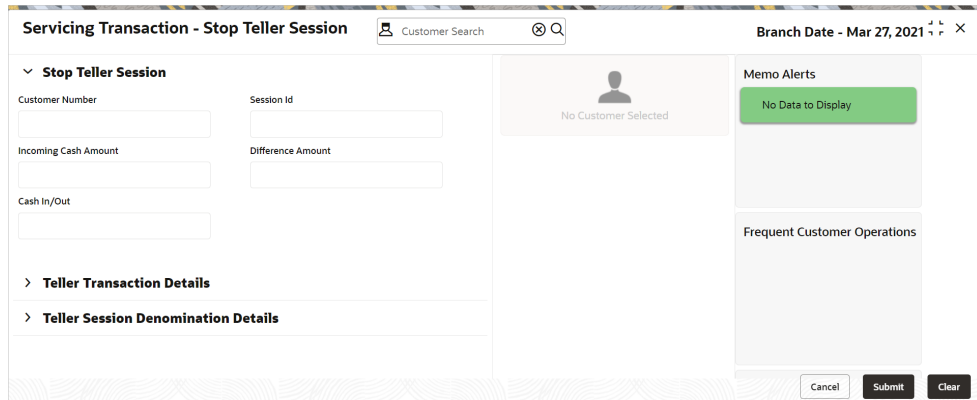 Servicing Transaction - Stop Teller Session
Customer Search
Branch Date - Mar 27, 2021
Stop Teller Session
Customer Number
Session Id
Incoming Cash Amount
Difference Amount
Cash In/Out
Teller Transaction Details
Teller Session Denomination Details
No Customer Selected
Memo Alerts
No Data to Display
Frequent Customer Operations
Cancel
Submit
Clear